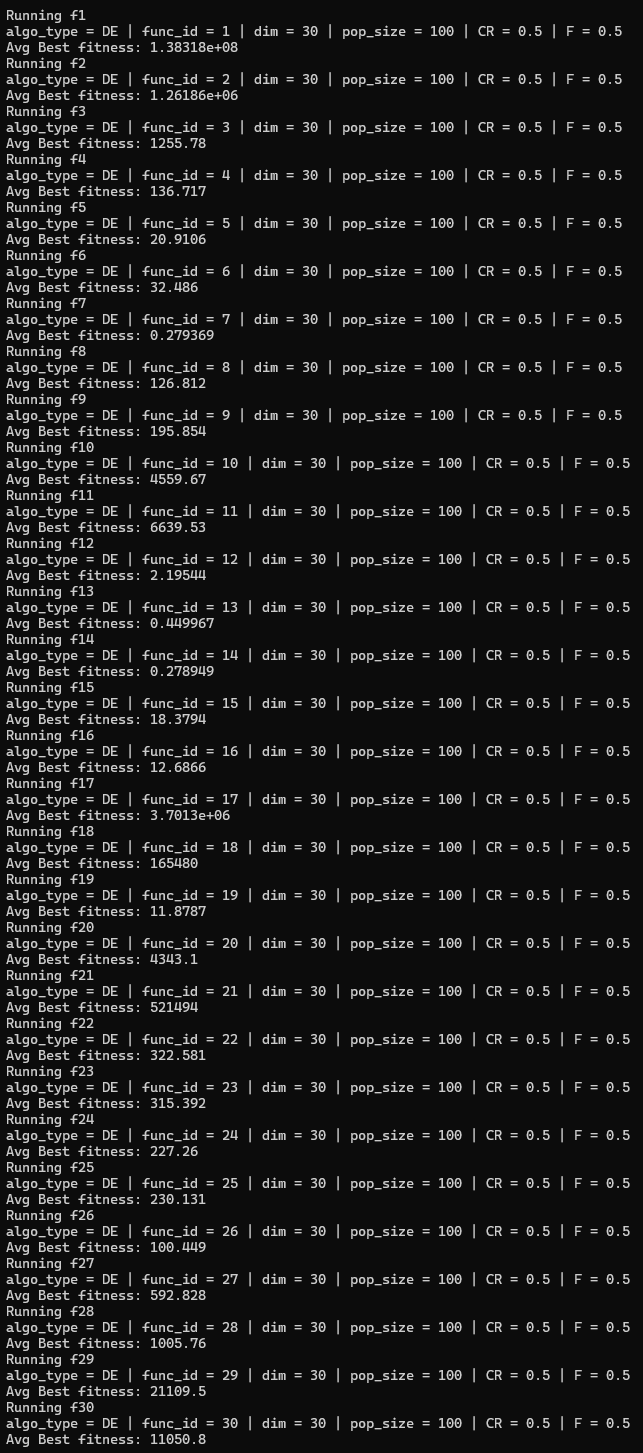 Running f1
algo_type = DE | func_id = 1 | dim = 30 | pop_size = 100 | CR = 0.5 | F = 0.5
Avg Best fitness: 1.38318e+08
Running f2
algo_type = DE | func_id = 2 | dim = 30 | pop_size = 100 | CR = 0.5 | F = 0.5
Avg Best fitness: 1.26186e+06
Running f3
algo_type = DE | func_id = 3 | dim = 30 | pop_size = 100 | CR = 0.5 | F = 0.5
Avg Best fitness: 1255.78
Running f4
algo_type = DE | func_id = 4 | dim = 30 | pop_size = 100 | CR = 0.5 | F = 0.5
Avg Best fitness: 136.717
Running f5
algo_type = DE | func_id = 5 | dim = 30 | pop_size = 100 | CR = 0.5 | F = 0.5
Avg Best fitness: 20.9106
Running f6
algo_type = DE | func_id = 6 | dim = 30 | pop_size = 100 | CR = 0.5 | F = 0.5
Avg Best fitness: 32.486
Running f7
algo_type = DE | func_id = 7 | dim = 30 | pop_size = 100 | CR = 0.5 | F = 0.5
Avg Best fitness: 0.279369
Running f8
algo_type = DE | func_id = 8 | dim = 30 | pop_size = 100 | CR = 0.5 | F = 0.5
Avg Best fitness: 126.812
Running f9
algo_type = DE | func_id = 9 | dim = 30 | pop_size = 100 | CR = 0.5 | F = 0.5
Avg Best fitness: 195.854
Running f10
algo_type = DE | func_id = 10 | dim = 30 | pop_size = 100 | CR = 0.5 | F = 0.5
Avg Best fitness: 4559.67
Running f11
algo_type = DE | func_id = 11 | dim = 30 | pop_size = 100 | CR = 0.5 | F = 0.5
Avg Best fitness: 6639.53
Running f12
algo_type = DE | func_id = 12 | dim = 30 | pop_size = 100 | CR = 0.5 | F = 0.5
Avg Best fitness: 2.19544
Running f13
algo_type = DE | func_id = 13 | dim = 30 | pop_size = 100 | CR = 0.5 | F = 0.5
Avg Best fitness: 0.449967
Running f14
algo_type = DE | func_id = 14 | dim = 30 | pop_size = 100 | CR = 0.5 | F = 0.5
Avg Best fitness: 0.278949
Running f15
algo_type = DE | func_id = 15 | dim = 30 | pop_size = 100 | CR = 0.5 | F = 0.5
Avg Best fitness: 18.3794
Running f16
algo_type = DE | func_id = 16 | dim = 30 | pop_size = 100 | CR = 0.5 | F = 0.5
Avg Best fitness: 12.6866
Running f17
algo_type = DE | func_id = 17 | dim = 30 | pop_size = 100 | CR = 0.5 | F = 0.5
Avg Best fitness: 3.7013e+06
Running f18
algo_type = DE | func_id = 18 | dim = 30 | pop_size = 100 | CR = 0.5 | F = 0.5
Avg Best fitness: 165480
Running f19
algo_type = DE | func_id = 19 | dim = 30 | pop_size = 100 | CR = 0.5 | F = 0.5
Avg Best fitness: 11.8787
Running f20
algo_type = DE | func_id = 20 | dim = 30 | pop_size = 100 | CR = 0.5 | F = 0.5
Avg Best fitness: 4343.1
Running f21
algo_type = DE | func_id = 21 | dim = 30 | pop_size = 100 | CR = 0.5 | F = 0.5
Avg Best fitness: 521494
Running f22
algo_type = DE | func_id = 22 | dim = 30 | pop_size = 100 | CR = 0.5 | F = 0.5
Avg Best fitness: 322.581
Running f23
algo_type = DE | func_id = 23 | dim = 30 | pop_size = 100 | CR = 0.5 | F = 0.5
Avg Best fitness: 315.392
Running f24
algo_type = DE | func_id = 24 | dim = 30 | pop_size = 100 | CR = 0.5 | F = 0.5
Avg Best fitness: 227.26
Running f25
algo_type = DE | func_id = 25 | dim = 30 | pop_size = 100 | CR = 0.5 | F = 0.5
Avg Best fitness: 230.131
Running f26
algo_type = DE | func_id = 26 | dim = 30 | pop_size = 100 | CR = 0.5 | F = 0.5
Avg Best fitness: 100.449
Running f27
algo_type = DE | func_id = 27 | dim = 30 | pop_size = 100 | CR = 0.5 | F = 0.5
Avg Best fitness: 592.828
Running f28
algo_type = DE | func_id = 28 | dim = 30 | pop_size = 100 | CR = 0.5 | F = 0.5
Avg Best fitness: 1005.76
Running f29
algo_type = DE | func_id = 29 | dim = 30 | pop_size = 100 | CR = 0.5 | F = 0.5
Avg Best fitness: 21109.5
Running f30
algo_type = DE | func_id = 30 | dim = 30 | pop_size = 100 | CR = 0.5 | F = 0.5
Avg Best fitness: 11050.8